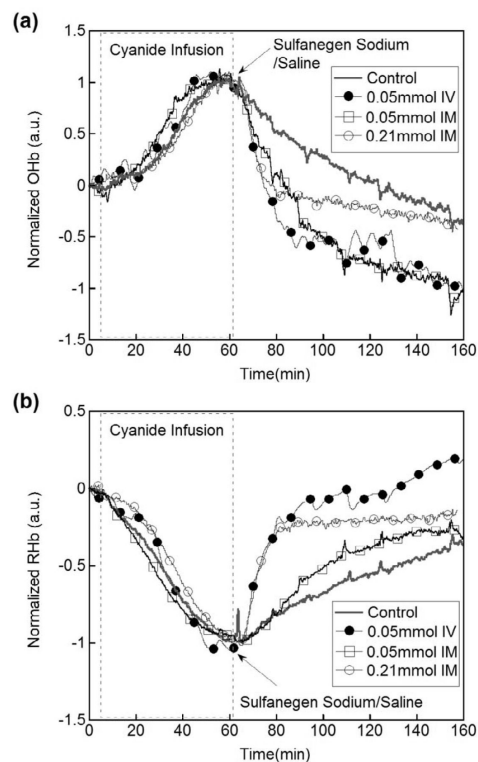 (a)
1.5
1
0.5
0
-0.5
-1
-1.5
Normalized OHb (a.u.)
Cyanide Infusion
Sulfanegen Sodium
/Saline
Control
0.05mmol IV
0.05mmol IM
0.21mmol IM
0 20 40 60 80 100 120 140 160
Time(min)
(b)
0.5
0
-0.5
-1
-1.5
Normalized RHb (a.u.)
Cyanide Infusion
Control
0.05mmol IV
0.05mmol IM
0.21mmol IM
Sulfanegen Sodium/Saline
0 20 40 60 80 100 120 140 160
Time(min)